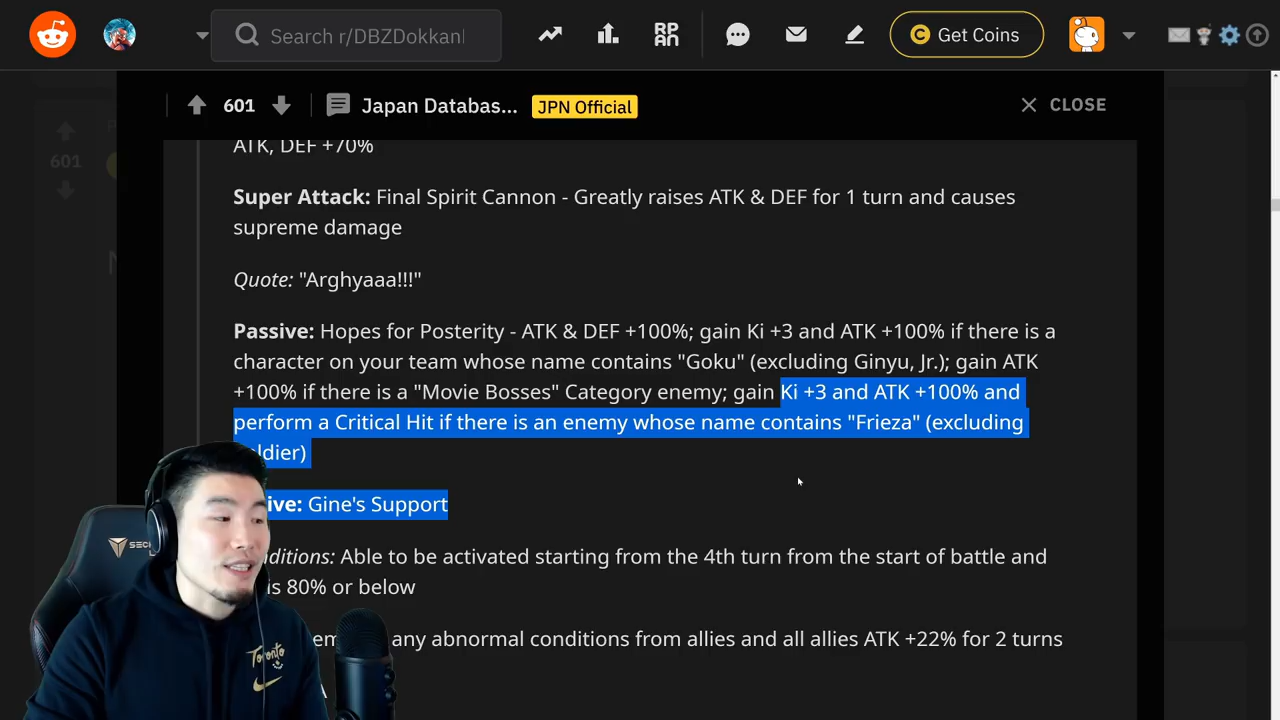 Search r/DBZDokkanl
RP
AN
Get Coins
601
Japan Databas...
JPN Official
CLOSE
601
ATK, DEF +70%
Super Attack: Final Spirit Cannon - Greatly raises ATK & DEF for 1 turn and causes
supreme damage
Quote: "Arghyaaa!!!"
Passive: Hopes for Posterity - ATK & DEF +100%; gain Ki +3 and ATK +100% if there is a
character on your team whose name contains "Goku" (excluding Ginyu, Jr.); gain ATK
+100% if there is a "Movie Bosses" Category enemy; gain Ki +3 and ATK +100% and
perform a Critical Hit if there is an enemy whose name contains "Frieza" (excluding
ldier)
ive: Gine's Support
ditions: Able to be activated starting from the 4th turn from the start of battle and
is 80% or below
any abnormal conditions from allies and all allies ATK +22% for 2 turns
Toronto